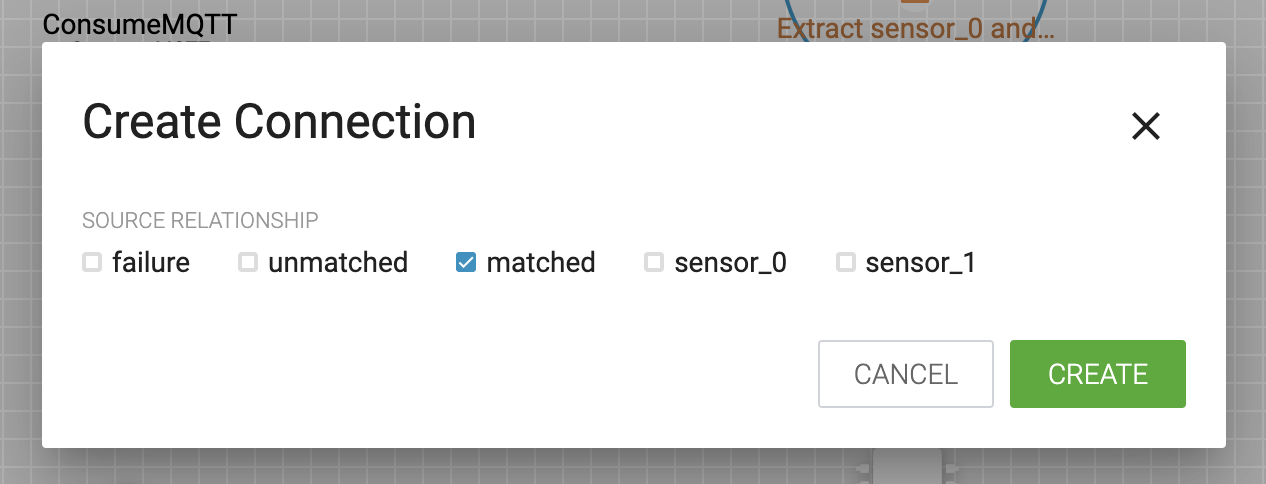 ConsumeMQTT
Extract sensor_0 and...
Create Connection
SOURCE RELATIONSHIP
failure unmatched matched sensor_0 sensor_1
CANCEL CREATE